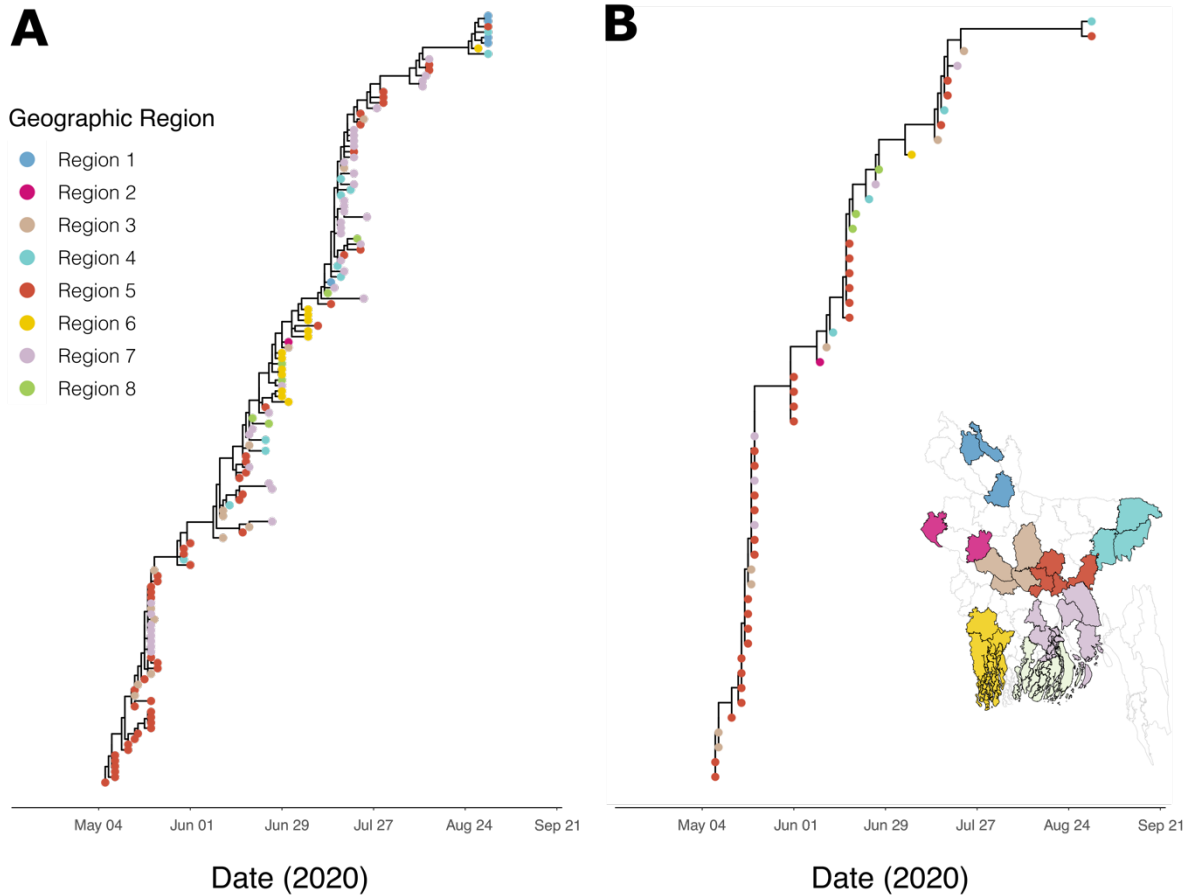 A
B
Geographic Region
Region 1
Region 2
Region 3
Region 4
Region 5
Region 6
Region 7
Region 8
May 04 Jun 01 Jun 29 Jul 27 Aug 24 Sep 21
May 04 Jun 01 Jun 29 Jul 27 Aug 24 Sep 21
Date (2020)
Date (2020)